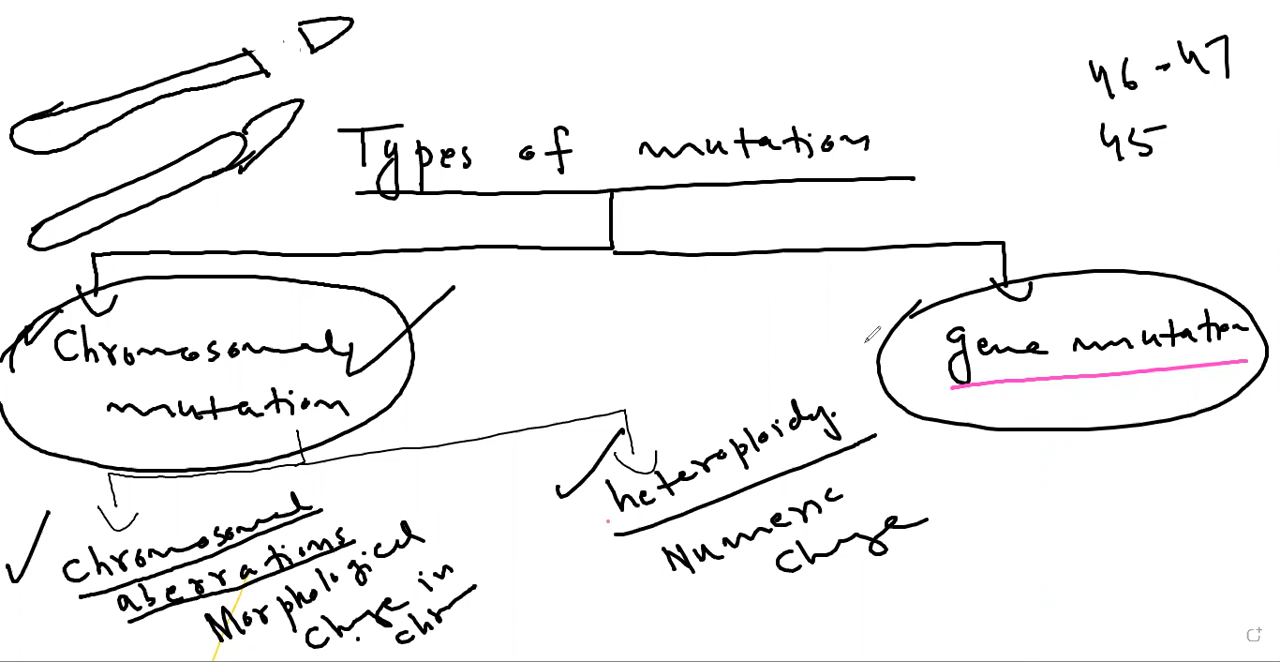 46 - 47
45
Types of mutation
Chromosomal
mutation
gene mutation
heteroploidy.
Numeric
change
Chromosomal
aberrations
Morphological
change in
chr